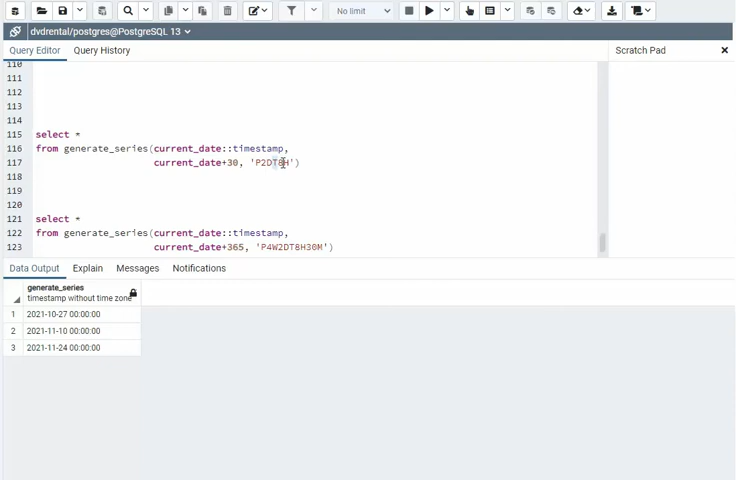 No limit
dvdrental/postgres@PostgreSQL 13
Query Editor Query History
Scratch Pad
110
111
112
113
114
115 select *
116 from generate_series(current_date::timestamp,
117 current_date+30, 'P2DT8H')
118
119
120
121 select *
122 from generate_series(current_date::timestamp,
123 current_date+365, 'P4W2DT8H30M')
Data Output Explain Messages Notifications
generate_series
timestamp without time zone
1 2021-10-27 00:00:00
2 2021-11-10 00:00:00
3 2021-11-24 00:00:00